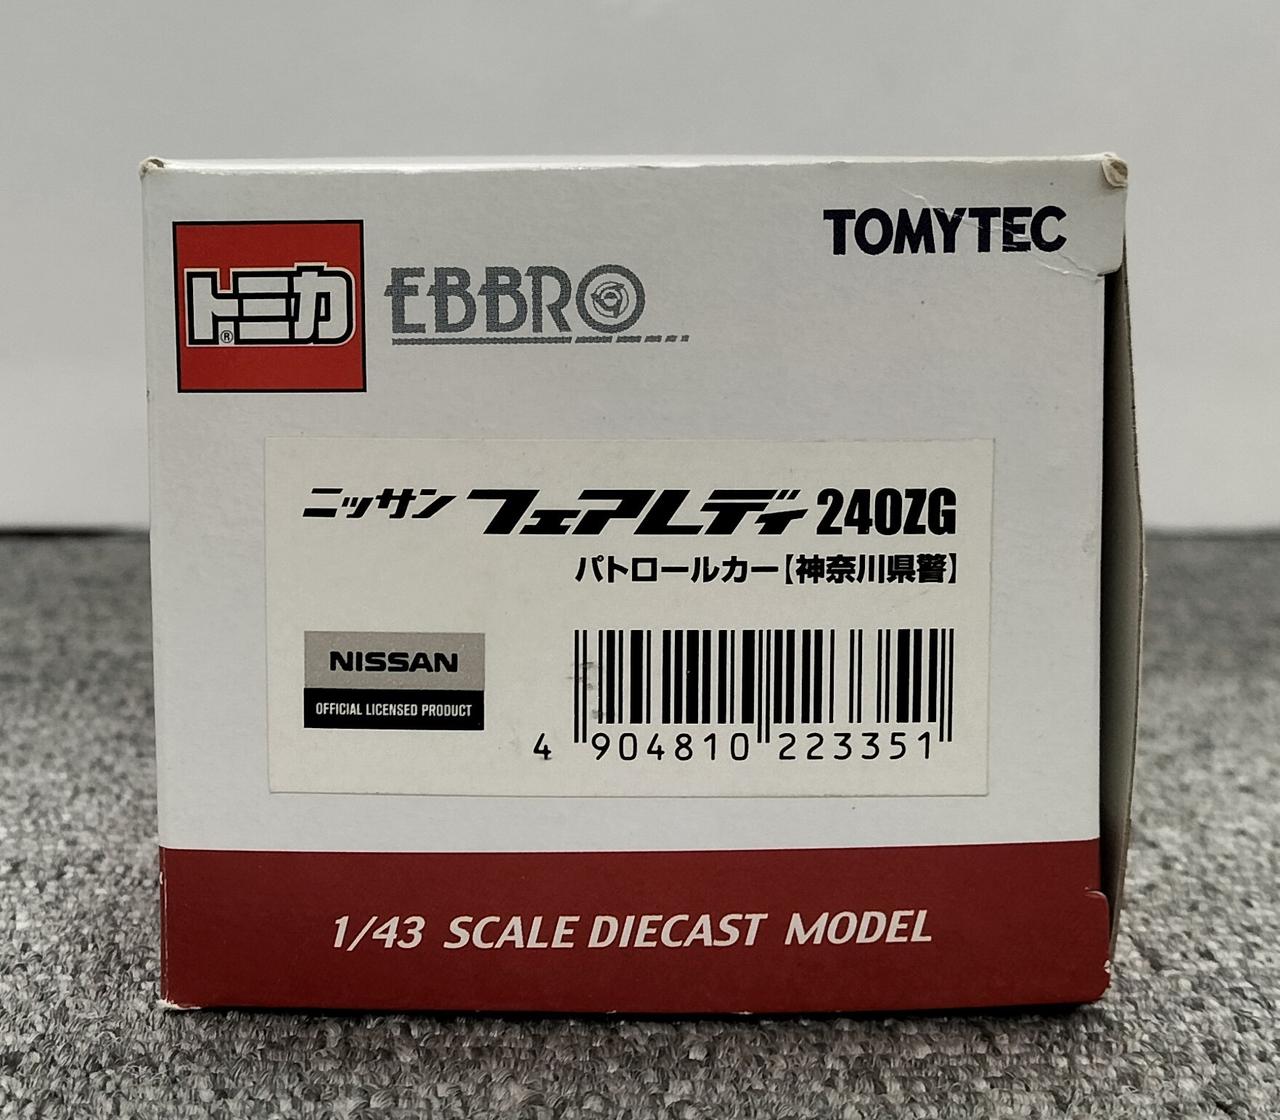 TOMYTEC
トミカ®
EBBRO
ニッサン フェアレディ 240ZG
パトロールカー【神奈川県警】
NISSAN
OFFICIAL LICENSED PRODUCT
4 904810 223351
1/43 SCALE DIECAST MODEL